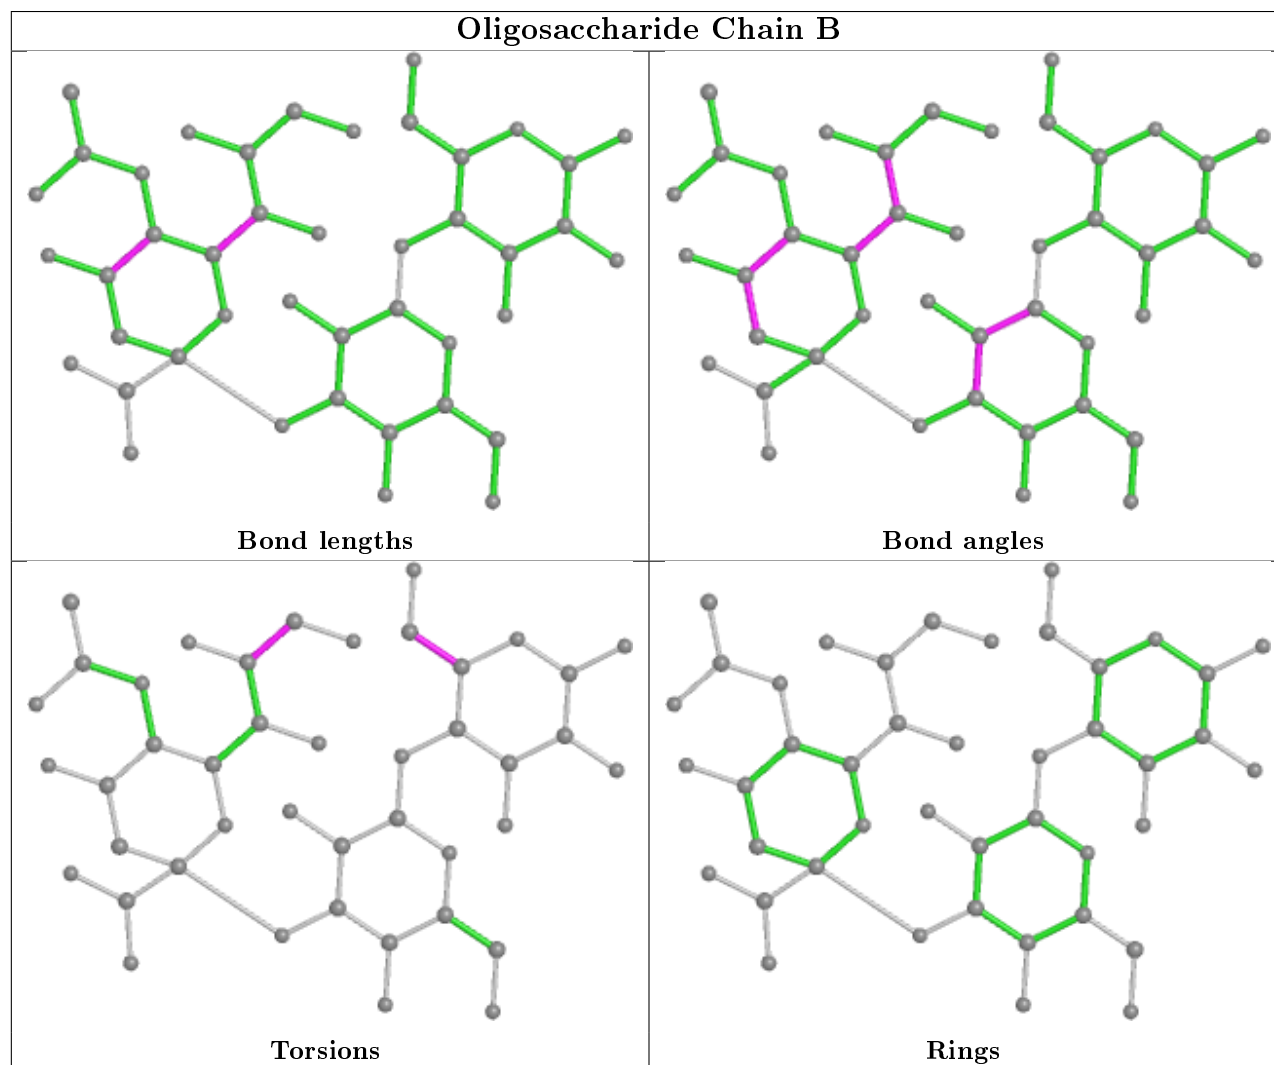 Oligosaccharide Chain B
Bond lengths
Bond angles
Torsions
Rings